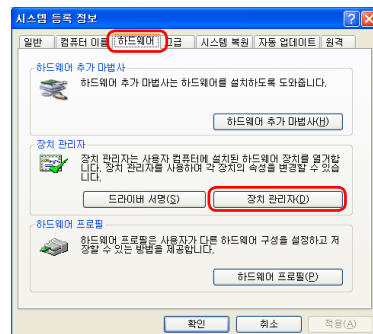 시스템 등록 정보
일반 컴퓨터 이름 하드웨어 고급 시스템 복원 자동 업데이트 원격
하드웨어 추가 마법사
하드웨어 추가 마법사는 하드웨어를 설치하도록 도와줍니다.
하드웨어 추가 마법사(H)
장치 관리자
장치 관리자는 사용자 컴퓨터에 설치된 하드웨어 장치를 열거합
니다. 장치 관리자를 사용하여 각 장치의 속성을 변경할 수 있습
니다.
드라이버 서명(S) 장치 관리자(D)
하드웨어 프로필
하드웨어 프로필은 사용자가 다른 하드웨어 구성을 설정하고 저
장할 수 있는 방법을 제공합니다.
하드웨어 프로필(P)
확인 취소 적용(A)